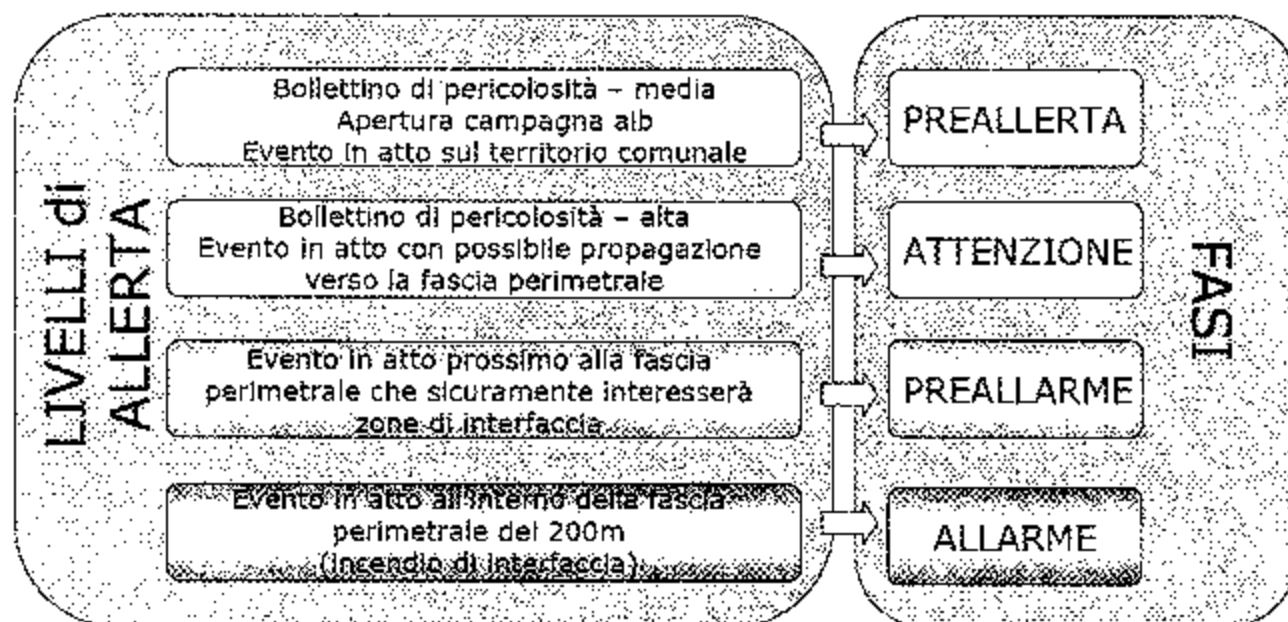 LIVELLI di
ALLERTA
Bollettino di pericolosità – media
Apertura campagna aib
Evento in atto sul territorio comunale
PREALLERTA
Bollettino di pericolosità – alta
Evento in atto con possibile propagazione
verso la fascia perimetrale
ATTENZIONE
Evento in atto prossimo alla fascia
perimetrale che sicuramente interesserà
zone di interfaccia
PREALLARME
Evento in atto all'interno della fascia
perimetrale dei 200m
(incendio di interfaccia)
ALLARME
FASI